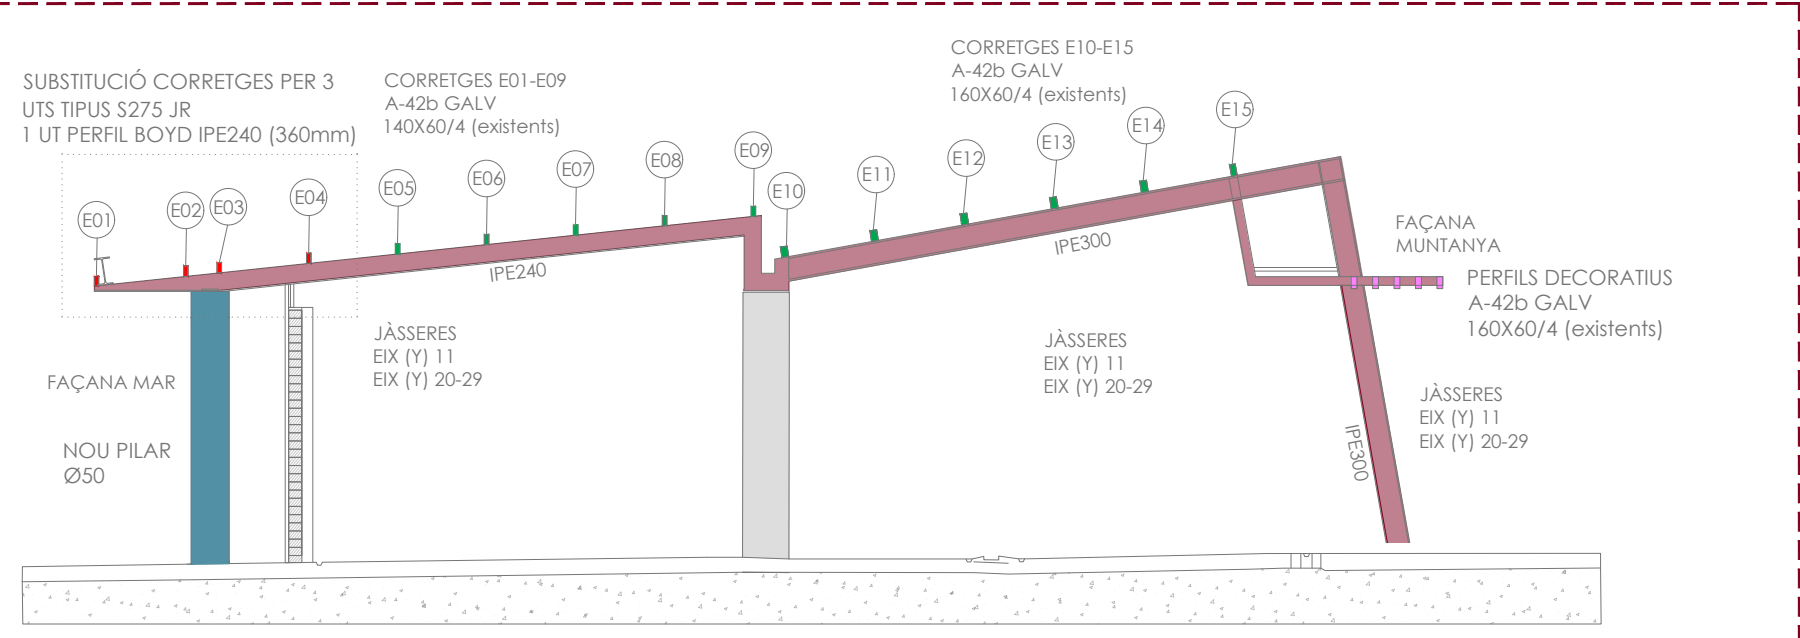 SUBSTITUCIÓ CORRETGES PER 3
UTS TIPUS S275 JR
1 UT PERFIL BOYD IPE240 (360mm)
CORRETGES E01-E09
A-42b GALV
140X60/4 (existents)
CORRETGES E10-E15
A-42b GALV
160X60/4 (existents)
E01
E02
E03
E04
E05
E06
E07
E08
E09
E10
E11
E12
E13
E14
E15
IPE240
IPE300
FAÇANA
MUNTANYA
PERFILS DECORATIUS
A-42b GALV
160X60/4 (existents)
JÀSSERES
EIX (Y) 11
EIX (Y) 20-29
JÀSSERES
EIX (Y) 11
EIX (Y) 20-29
JÀSSERES
EIX (Y) 11
EIX (Y) 20-29
FAÇANA MAR
NOU PILAR
Ø50
IPE300